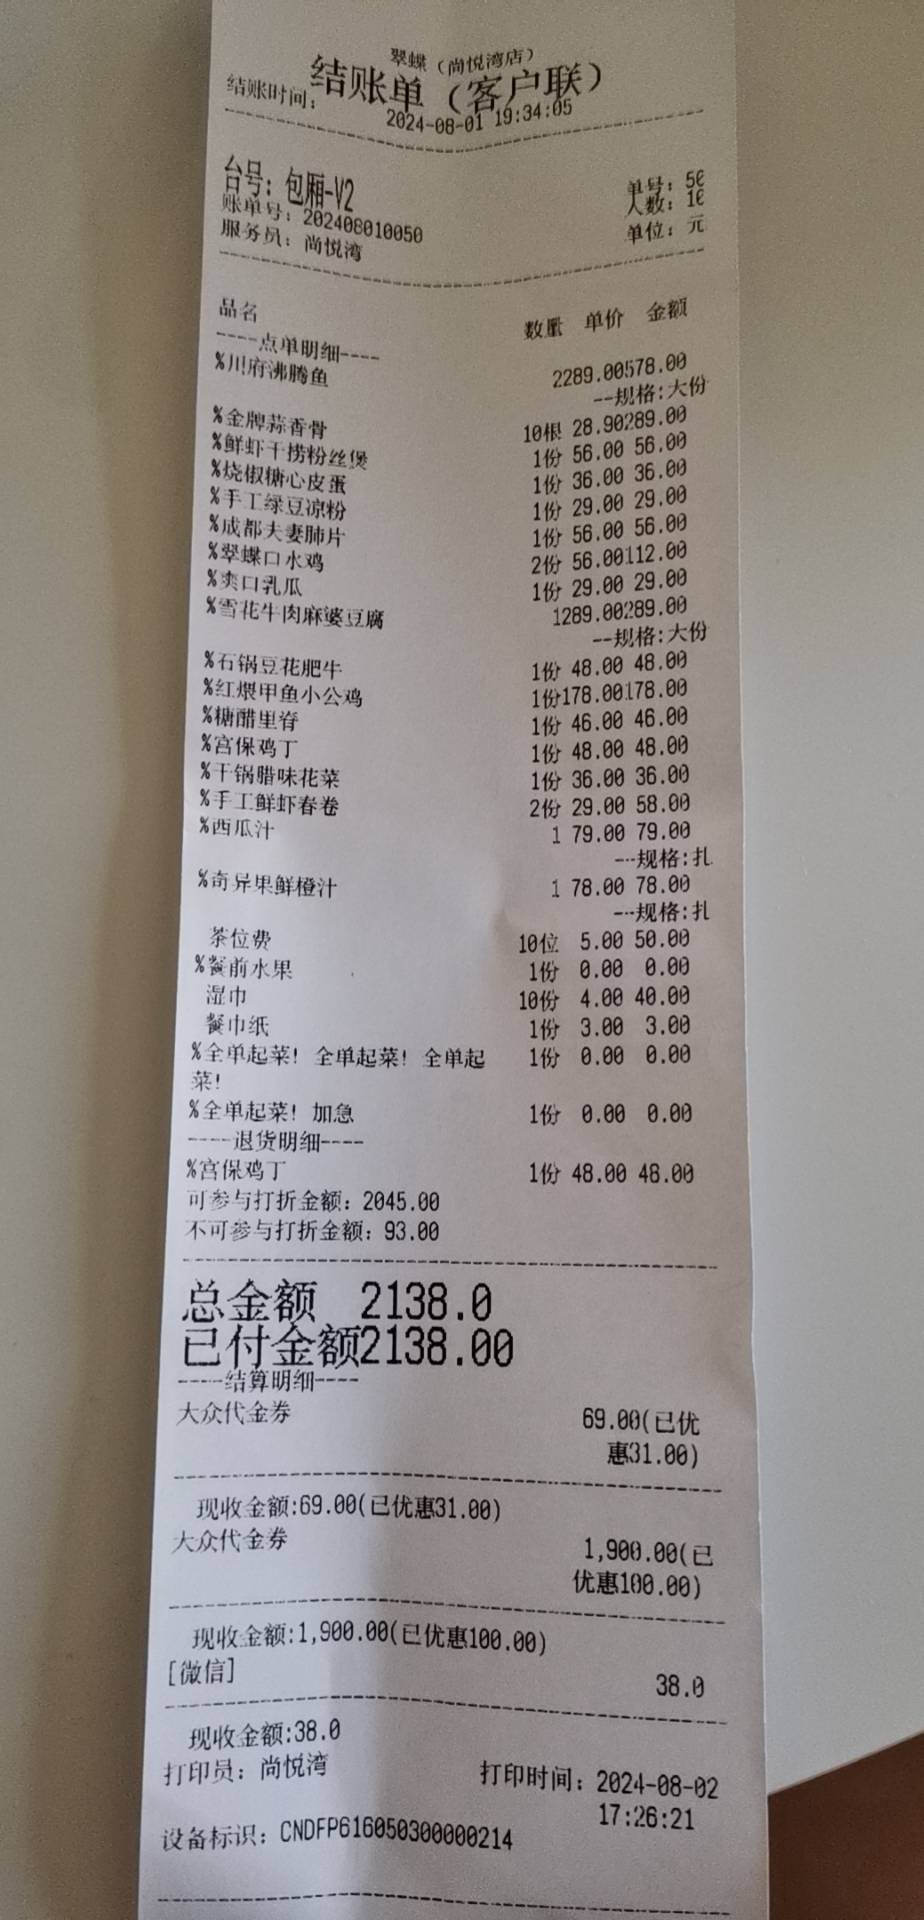 翠蝶（尚悦湾店）
结账单（客户联）
结账时间：2024-08-01 19:34:05
台号：包厢-V2
单号：50
账单号：202408010050
人数：10
服务员：尚悦湾
单位：元
品名 数量 单价 金额
----点单明细----
%川府沸腾鱼 2289.00578.00
--规格:大份
%金牌蒜香骨 10根 28.90289.00
%鲜虾干捞粉丝煲 1份 56.00 56.00
%烧椒糖心皮蛋 1份 36.00 36.00
%手工绿豆凉粉 1份 29.00 29.00
%成都夫妻肺片 1份 56.00 56.00
%翠蝶口水鸡 2份 56.00112.00
%爽口乳瓜 1份 29.00 29.00
%雪花牛肉麻婆豆腐 1289.00289.00
--规格:大份
%石锅豆花肥牛 1份 48.00 48.00
%红煨甲鱼小公鸡 1份178.00178.00
%糖醋里脊 1份 46.00 46.00
%宫保鸡丁 1份 48.00 48.00
%干锅腊味花菜 1份 36.00 36.00
%手工鲜虾春卷 2份 29.00 58.00
%西瓜汁 1 79.00 79.00
--规格:扎
%奇异果鲜橙汁 1 78.00 78.00
--规格:扎
茶位费 10位 5.00 50.00
%餐前水果 1份 0.00 0.00
湿巾 10份 4.00 40.00
餐巾纸 1份 3.00 3.00
%全单起菜！全单起菜！全单起 1份 0.00 0.00
菜！
%全单起菜！加急 1份 0.00 0.00
----退货明细----
%宫保鸡丁 1份 48.00 48.00
可参与打折金额：2045.00
不可参与打折金额：93.00
总金额 2138.0
已付金额2138.00
----结算明细----
大众代金券 69.00(已优
惠31.00)
现收金额:69.00(已优惠31.00)
大众代金券 1,900.00(已
优惠100.00)
现收金额:1,900.00(已优惠100.00)
[微信] 38.0
现收金额:38.0
打印员：尚悦湾 打印时间：2024-08-02
17:26:21
设备标识：CNDFP616050300000214